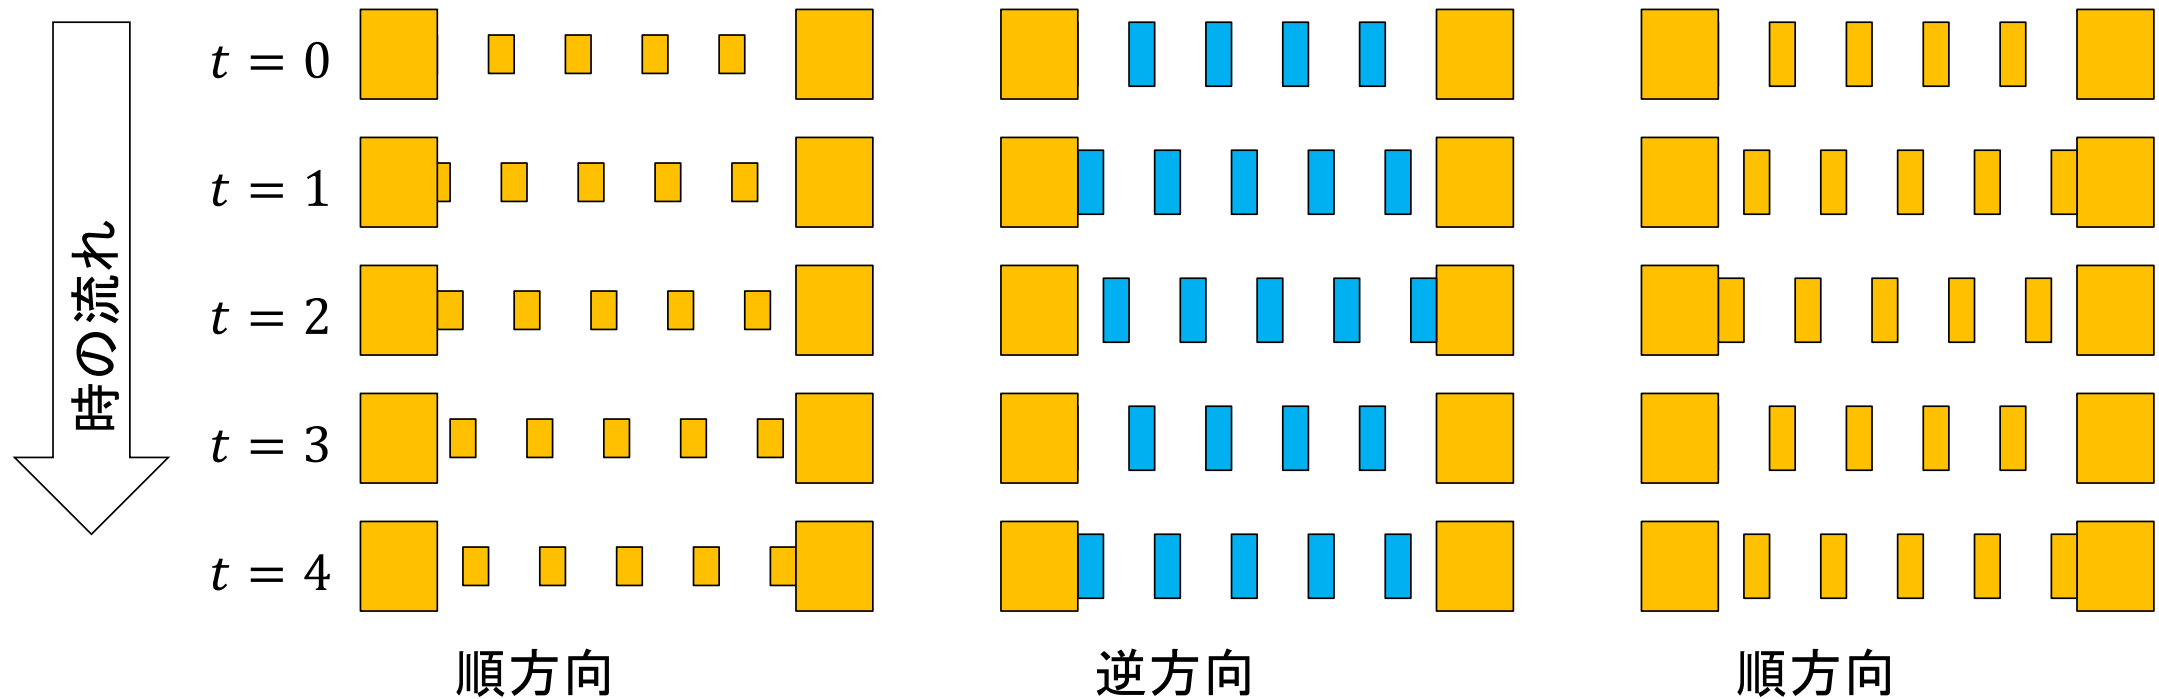 時の流れ
t = 0
t = 1
t = 2
t = 3
t = 4
順方向
逆方向
順方向